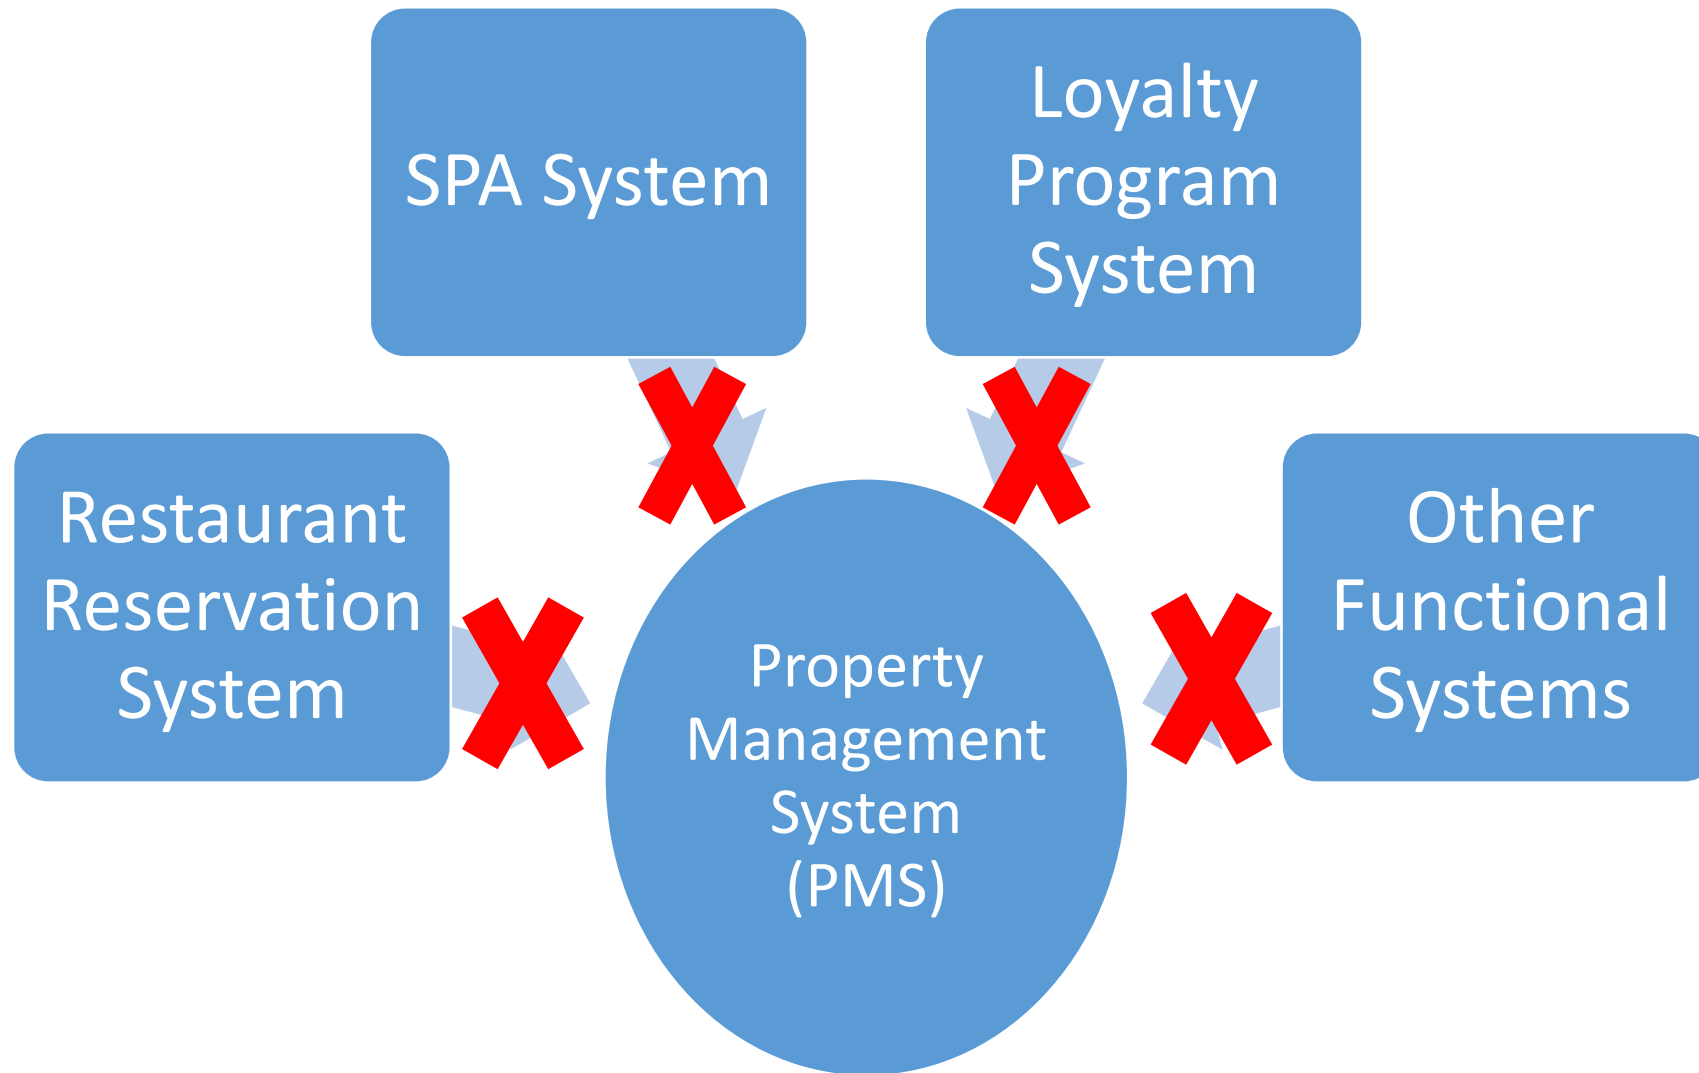 SPA System
Loyalty
Program
System
Restaurant
Reservation
System
Other
Functional
Systems
Property
Management
System
(PMS)